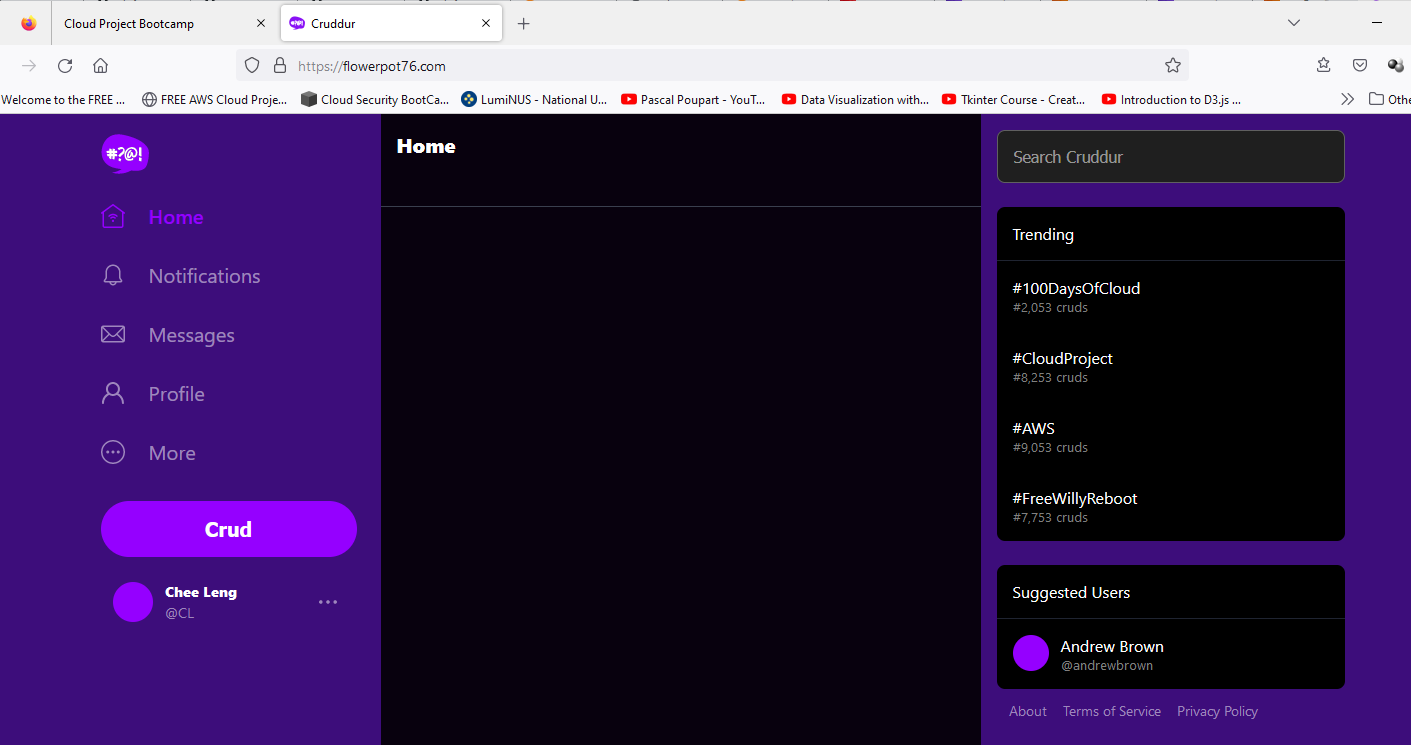 Cloud Project Bootcamp
Cruddur
https://flowerpot76.com
Welcome to the FREE ...
FREE AWS Cloud Proje...
Cloud Security BootCa...
LumiNUS - National U...
Pascal Poupart - YouT...
Data Visualization with...
Tkinter Course - Creat...
Introduction to D3.js ...
Othe
#?@!
Home
Notifications
Messages
Profile
More
Crud
Chee Leng
@CL
Home
Search Cruddur
Trending
#100DaysOfCloud
#2,053 cruds
#CloudProject
#8,253 cruds
#AWS
#9,053 cruds
#FreeWillyReboot
#7,753 cruds
Suggested Users
Andrew Brown
@andrewbrown
About Terms of Service Privacy Policy